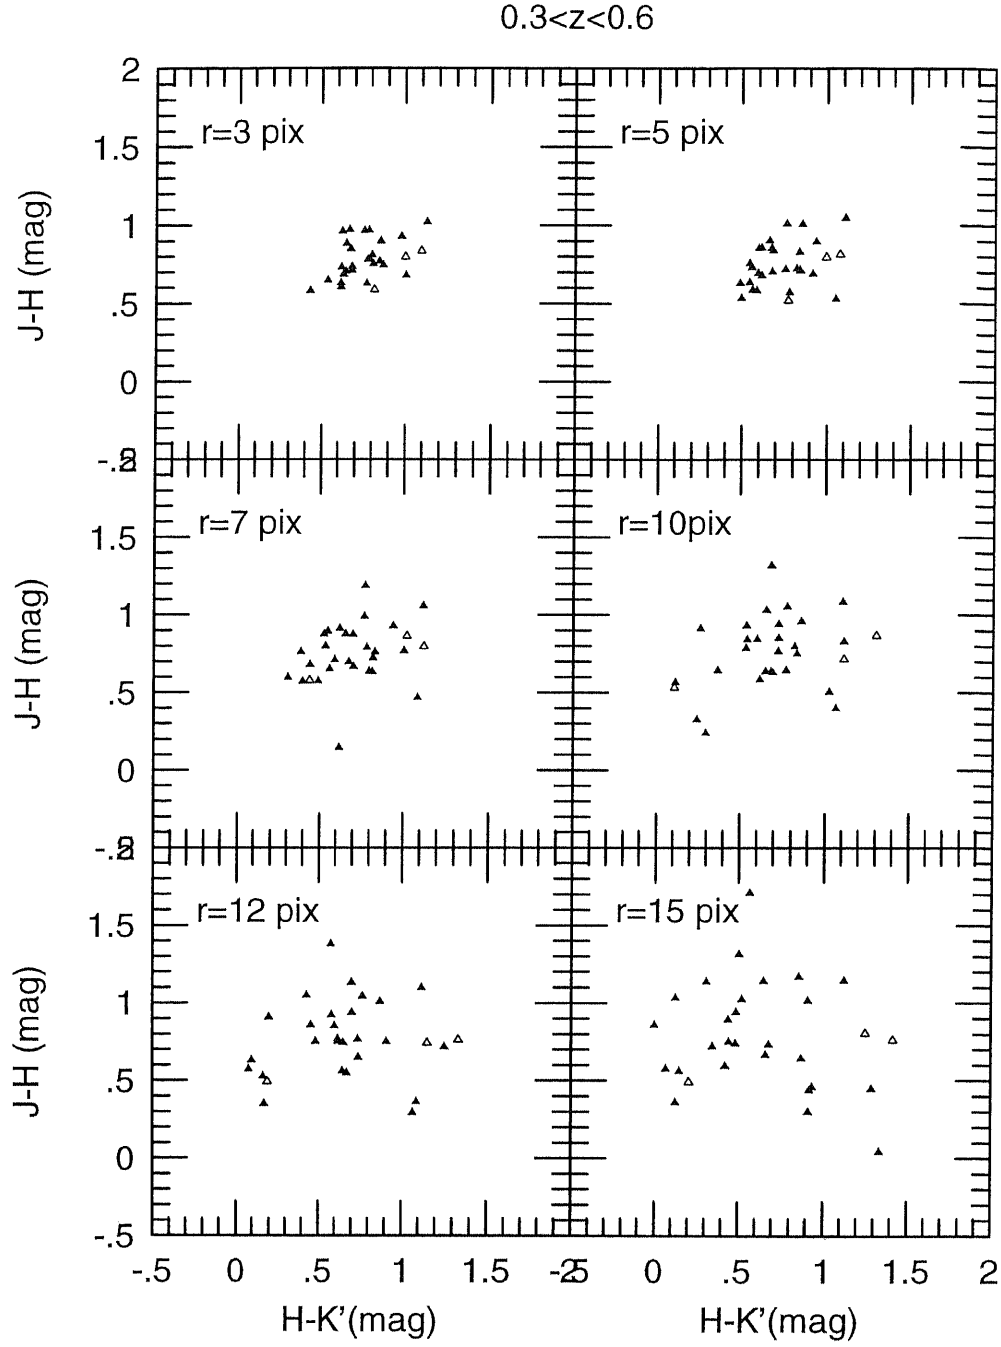 0.3<z<0.6
2
r=3 pix
r=5 pix
1.5
1
J-H (mag)
.5
0
r=7 pix
r=10pix
1.5
1
J-H (mag)
.5
0
r=12 pix
r=15 pix
1.5
1
J-H (mag)
.5
0
-.5
-.5 0 .5 1 1.5 0 .5 1 1.5 2
H-K'(mag) H-K'(mag)